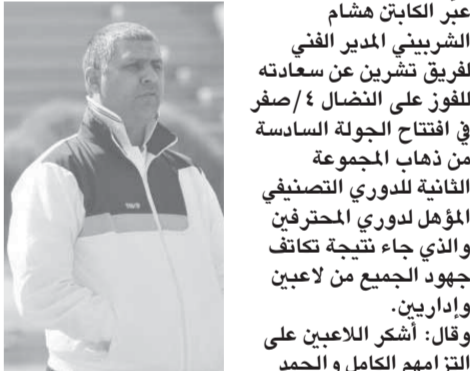 عبر الكابتن هشام
الشربيني المدير الفني
لفريق تشرين عن سعادته
للفوز على النضال ٤/صفر
في افتتاح الجولة السادسة
من ذهاب المجموعة
الثانية للدوري التصنيفي
المؤهل لدوري المحترفين
والذي جاء نتيجة تكاتف
جهود الجميع من لاعبين
وإداريين.
وقال: أشكر اللاعبين على
التزامهم الكامل والحمد